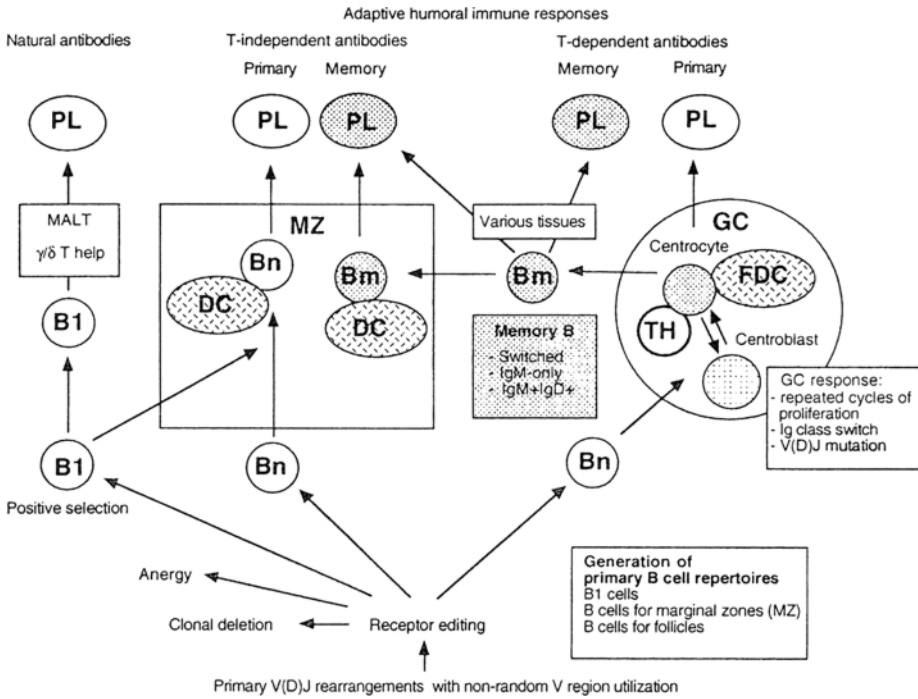 Adaptive humoral immune responses
Natural antibodies
T-independent antibodies
T-dependent antibodies
Primary
Memory
Memory
Primary
PL
PL
PL
PL
PL
MALT
γ/δ T help
MZ
Various tissues
GC
Centrocyte
Bn
Bm
Bm
FDC
DC
DC
B1
TH
Centroblast
Memory B
- Switched
- IgM-only
- IgM+IgD+
GC response:
- repeated cycles of
proliferation
- Ig class switch
- V(D)J mutation
B1
Bn
Bn
Positive selection
Generation of
primary B cell repertoires
B1 cells
B cells for marginal zones (MZ)
B cells for follicles
Anergy
Clonal deletion
Receptor editing
Primary V(D)J rearrangements with non-random V region utilization